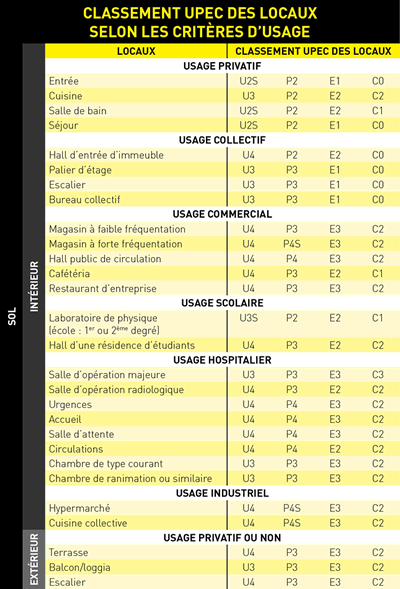 CLASSEMENT UPEC DES LOCAUX
SELON LES CRITÈRES D'USAGE
LOCAUX CLASSEMENT UPEC DES LOCAUX
SOL
INTÉRIEUR
USAGE PRIVATIF
Entrée U2S P2 E1 C0
Cuisine U3 P2 E2 C2
Salle de bain U2S P2 E2 C1
Séjour U2S P2 E1 C0
USAGE COLLECTIF
Hall d'entrée d'immeuble U4 P2 E2 C0
Palier d'étage U3 P3 E1 C0
Escalier U3 P3 E1 C0
Bureau collectif U3 P3 E1 C0
USAGE COMMERCIAL
Magasin à faible fréquentation U4 P3 E3 C2
Magasin à forte fréquentation U4 P4S E3 C2
Hall public de circulation U4 P4 E3 C2
Cafétéria U4 P3 E2 C1
Restaurant d'entreprise U4 P3 E3 C2
USAGE SCOLAIRE
Laboratoire de physique U3S P2 E2 C1
(école : 1er ou 2ème degré)
Hall d'une résidence d'étudiants U4 P3 E2 C2
USAGE HOSPITALIER
Salle d'opération majeure U3 P3 E3 C3
Salle d'opération radiologique U4 P3 E2 C2
Urgences U4 P4 E3 C2
Accueil U4 P4 E3 C2
Salle d'attente U4 P4 E3 C2
Circulations U4 P4 E2 C2
Chambre de type courant U3 P3 E3 C2
Chambre de ranimation ou similaire U3 P3 E3 C2
USAGE INDUSTRIEL
Hypermarché U4 P4S E3 C2
Cuisine collective U4 P4S E3 C2
EXTÉRIEUR
USAGE PRIVATIF OU NON
Terrasse U4 P3 E3 C2
Balcon/loggia U3 P3 E3 C2
Escalier U4 P3 E3 C2